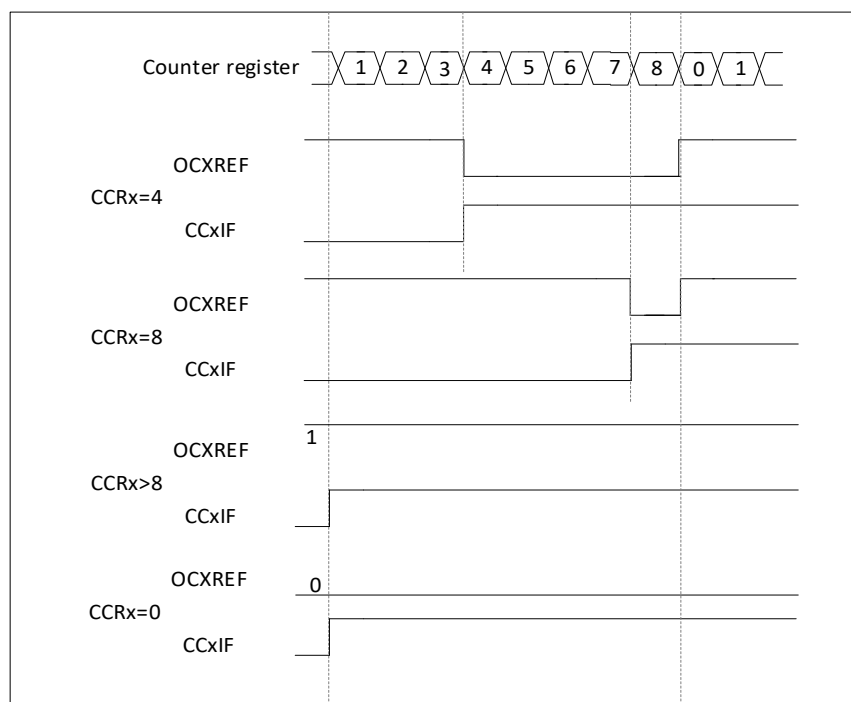 Counter register 1 2 3 4 5 6 7 8 0 1
OCXREF
CCRx=4
CCxIF
OCXREF
CCRx=8
CCxIF
1
OCXREF
CCRx>8
CCxIF
OCXREF 0
CCRx=0
CCxIF